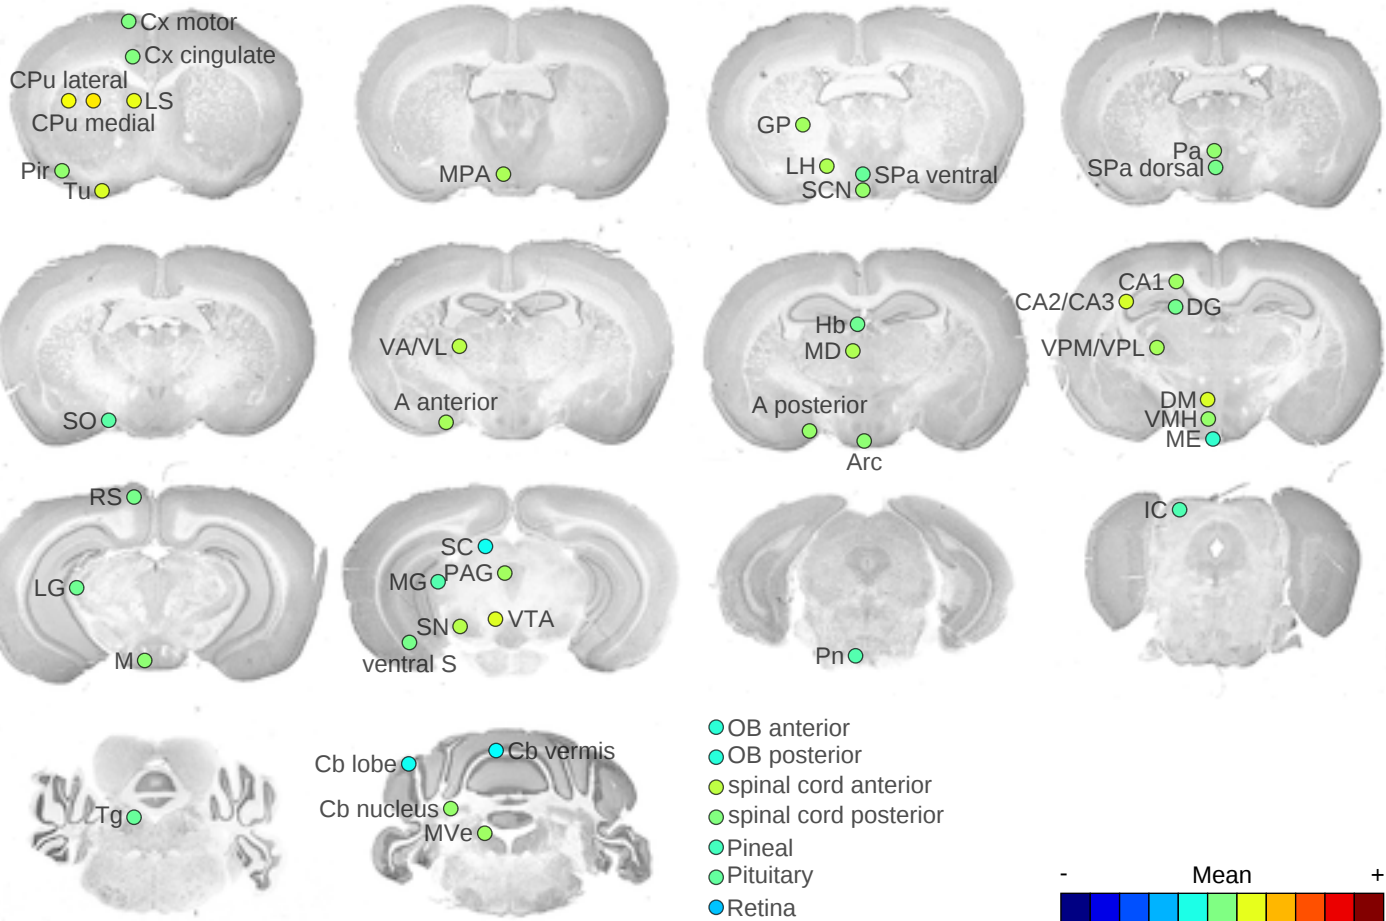 Cx motor
Cx cingulate
CPu lateral
LS
CPu medial
Pir
Tu
MPA
GP
LH
SPa ventral
SCN
Pa
SPa dorsal
SO
VA/VL
A anterior
Hb
MD
A posterior
Arc
CA1
CA2/CA3
DG
VPM/VPL
DM
VMH
ME
RS
LG
M
SC
PAG
MG
SN
VTA
ventral S
Pn
IC
Tg
Cb lobe
Cb vermis
Cb nucleus
MVe
OB anterior
OB posterior
spinal cord anterior
spinal cord posterior
Pineal
Pituitary
Retina
- Mean +